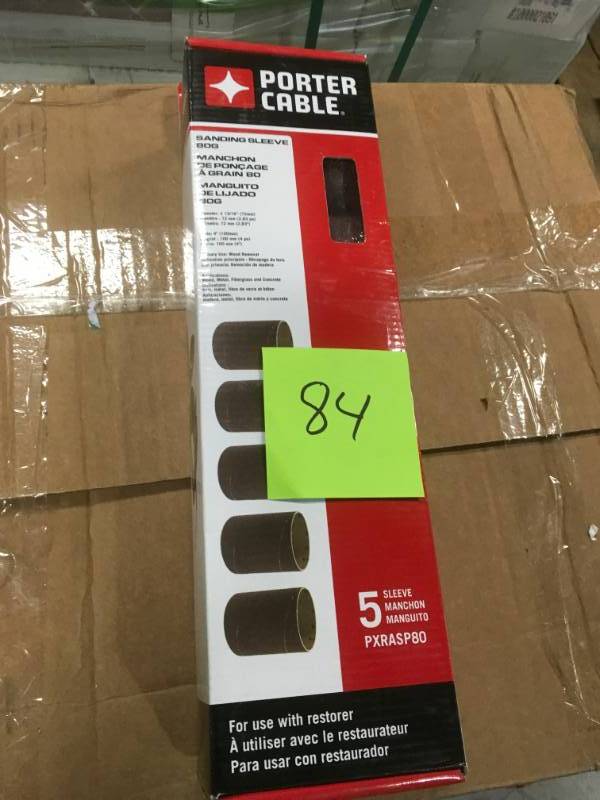 PORTER
CABLE
SANDING SLEEVE
80G
MANCHON
DE PONÇAGE
À GRAIN 80
MANGUITO
DE LIJADO
80G
84
5
SLEEVE
MANCHON
MANGUITO
PXRASP80
For use with restorer
À utiliser avec le restaurateur
Para usar con restaurador